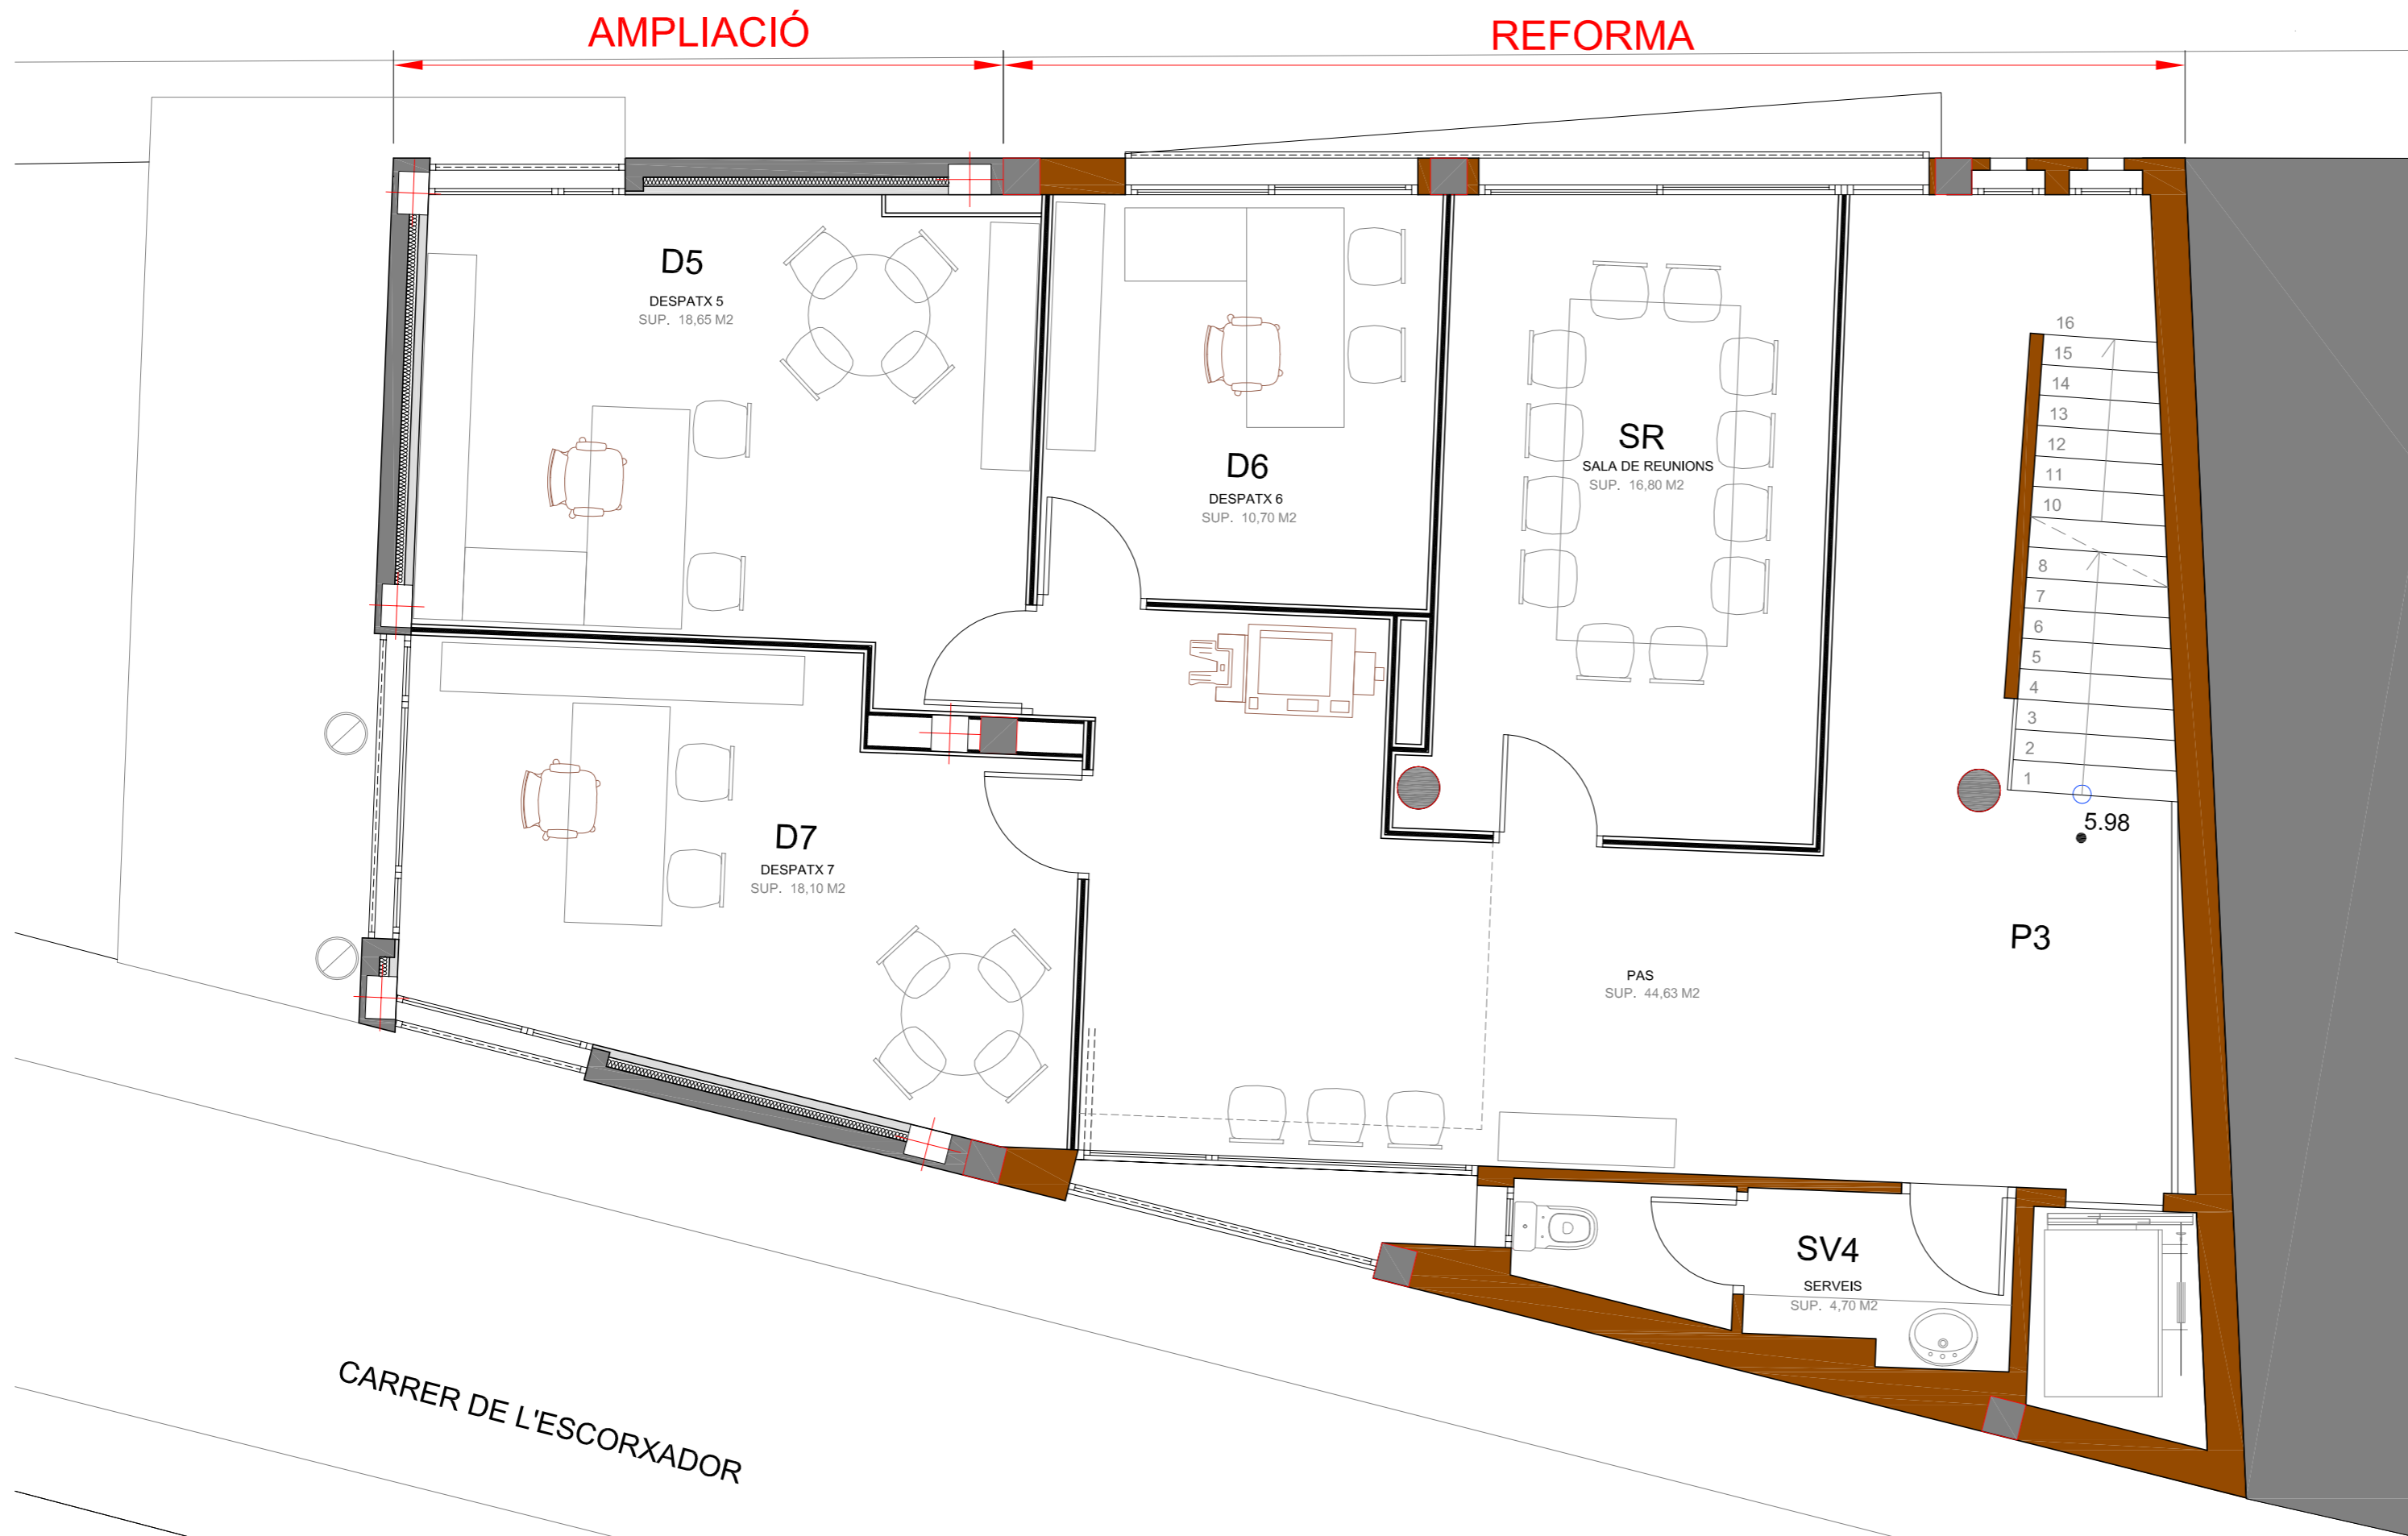 AMPLIACIÓ
REFORMA
D5
DESPATX 5
SUP. 18,65 M2
D6
DESPATX 6
SUP. 10,70 M2
SR
SALA DE REUNIONS
SUP. 16,80 M2
16
15
14
13
12
11
10
8
7
6
5
4
3
2
1
5.98
D7
DESPATX 7
SUP. 18,10 M2
P3
PAS
SUP. 44,63 M2
SV4
SERVEIS
SUP. 4,70 M2
CARRER DE L'ESCORXADOR